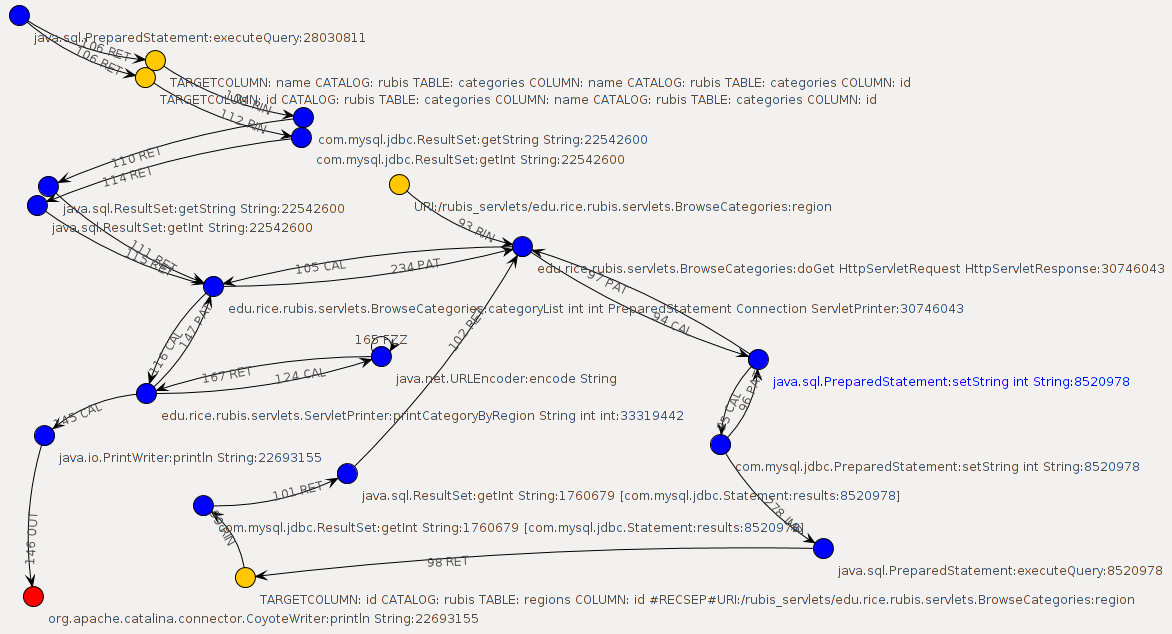 java.sql.PreparedStatement:executeQuery:28030811
106 RET
106 RET
TARGETCOLUMN: name CATALOG: rubis TABLE: categories COLUMN: name CATALOG: rubis TABLE: categories COLUMN: id
TARGETCOLUMN: id CATALOG: rubis TABLE: categories COLUMN: name CATALOG: rubis TABLE: categories COLUMN: id
RIN
112 RIN
com.mysql.jdbc.ResultSet:getString String:22542600
110 RET
com.mysql.jdbc.ResultSet:getInt String:22542600
114 RET
java.sql.ResultSet:getString String:22542600
URI:/rubis_servlets/edu.rice.rubis.servlets.BrowseCategories:region
java.sql.ResultSet:getInt String:22542600
93 RIN
111 RET
115 RET
105 CAL
234 PAT
edu.rice.rubis.servlets.BrowseCategories:doGet HttpServletRequest HttpServletResponse:30746043
97 PAT
edu.rice.rubis.servlets.BrowseCategories:categoryList int int PreparedStatement Connection ServletPrinter:30746043
94 CAL
147 PAT
102 RET
165 FZZ
116 CAL
167 RET
124 CAL
java.net.URLEncoder:encode String
java.sql.PreparedStatement:setString int String:8520978
96 PAT
CAL
145 CAL
edu.rice.rubis.servlets.ServletPrinter:printCategoryByRegion String int int:33319442
java.io.PrintWriter:println String:22693155
com.mysql.jdbc.PreparedStatement:setString int String:8520978
101 RET
java.sql.ResultSet:getInt String:1760679 [com.mysql.jdbc.Statement:results:8520978]
278
com.mysql.jdbc.ResultSet:getInt String:1760679 [com.mysql.jdbc.Statement:results:8520978]
RIN
146 OUT
98 RET
java.sql.PreparedStatement:executeQuery:8520978
TARGETCOLUMN: id CATALOG: rubis TABLE: regions COLUMN: id #RECSEP#URI:/rubis_servlets/edu.rice.rubis.servlets.BrowseCategories:region
org.apache.catalina.connector.CoyoteWriter:println String:22693155